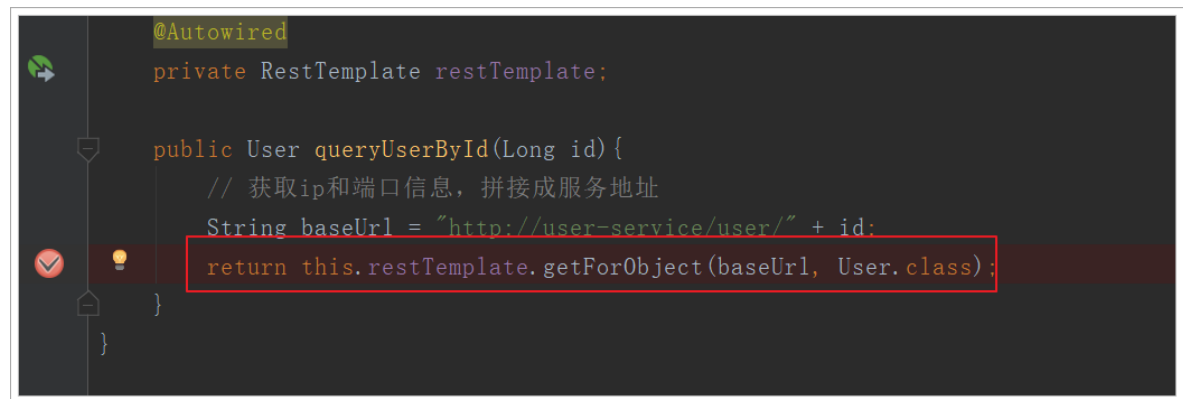 @Autowired
private RestTemplate restTemplate;
public User queryUserById(Long id){
// 获取ip和端口信息，拼接成服务地址
String baseUrl = "http://user-service/user/" + id;
return this.restTemplate.getForObject(baseUrl, User.class);
}
}